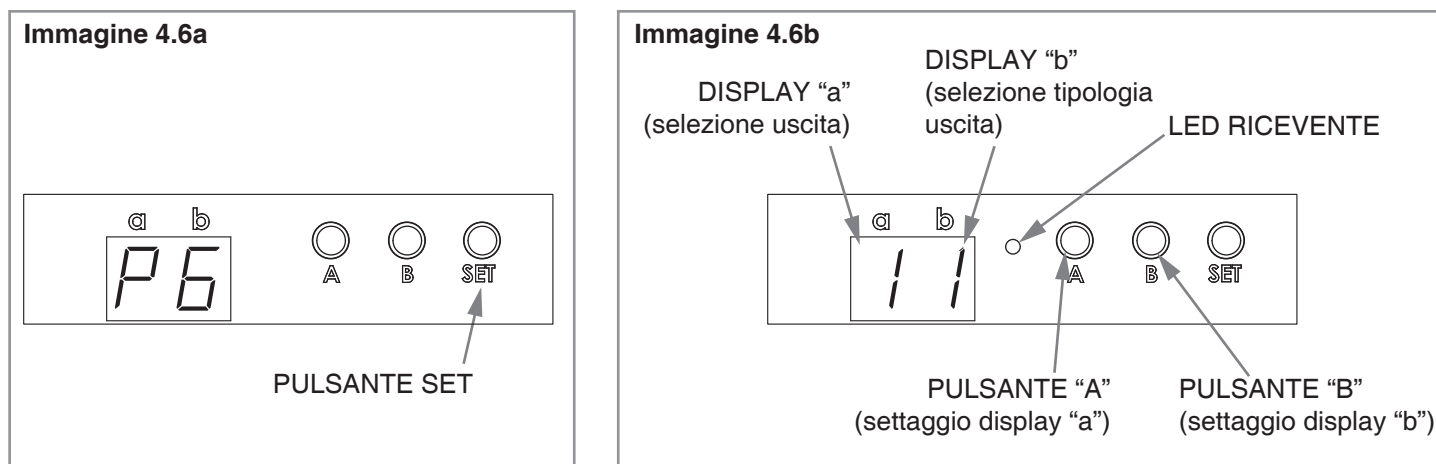 Immagine 4.6a
a b
P6
A B SET
PULSANTE SET
Immagine 4.6b
DISPLAY “a”
(selezione uscita)
DISPLAY “b”
(selezione tipologia
uscita)
LED RICEVENTE
a b
11
A B SET
PULSANTE “A”
(settaggio display “a”)
PULSANTE “B”
(settaggio display “b”)